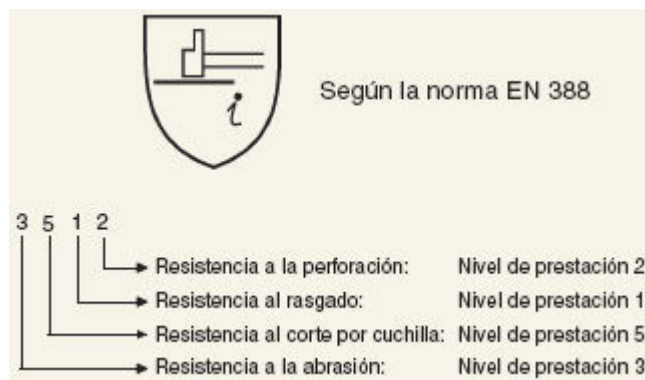 i
Según la norma EN 388
3 5 1 2
Resistencia a la perforación: Nivel de prestación 2
Resistencia al rasgado: Nivel de prestación 1
Resistencia al corte por cuchilla: Nivel de prestación 5
Resistencia a la abrasión: Nivel de prestación 3